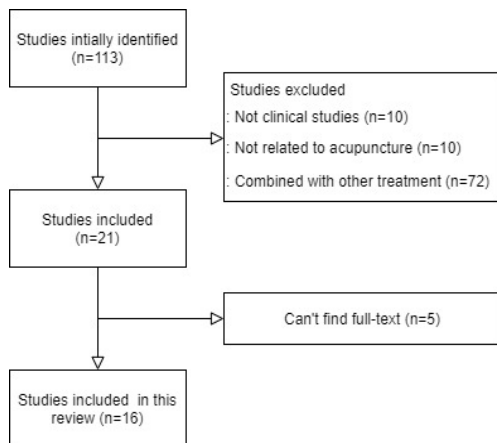 Studies intially identified
(n=113)
Studies excluded
: Not clinical studies (n=10)
: Not related to acupuncture (n=10)
: Combined with other treatment (n=72)
Studies included
(n=21)
Can't find full-text (n=5)
Studies included in this
review (n=16)